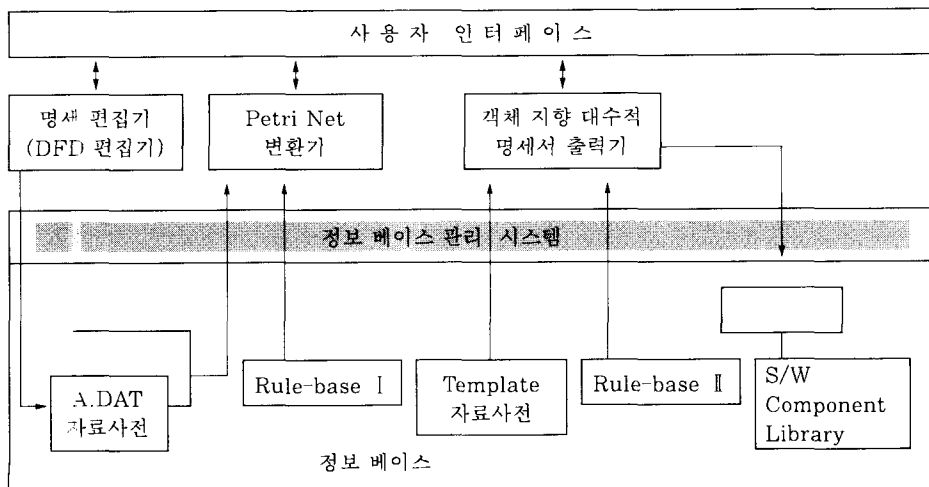 사용자 인터페이스
명세 편집기
(DFD 편집기)
Petri Net
변환기
객체 지향 대수적
명세서 출력기
정보 베이스 관리 시스템
A.DAT
자료사전
Rule-base Ⅰ
Template
자료사전
Rule-base Ⅱ
S/W
Component
Library
정보 베이스